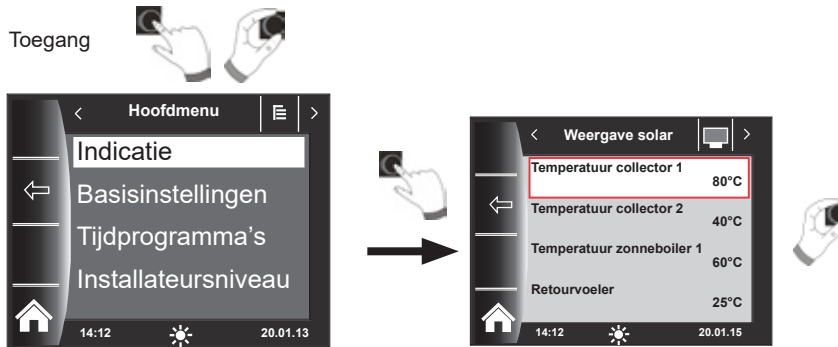 Toegang
Hoofdmenu
Indicatie
Basisinstellingen
Tijdprogramma's
Installateursniveau
14:12
20.01.13
Weergave solar
Temperatuur collector 1
80°C
Temperatuur collector 2
40°C
Temperatuur zonneboiler 1
60°C
Retourvoeler
25°C
14:12
20.01.15